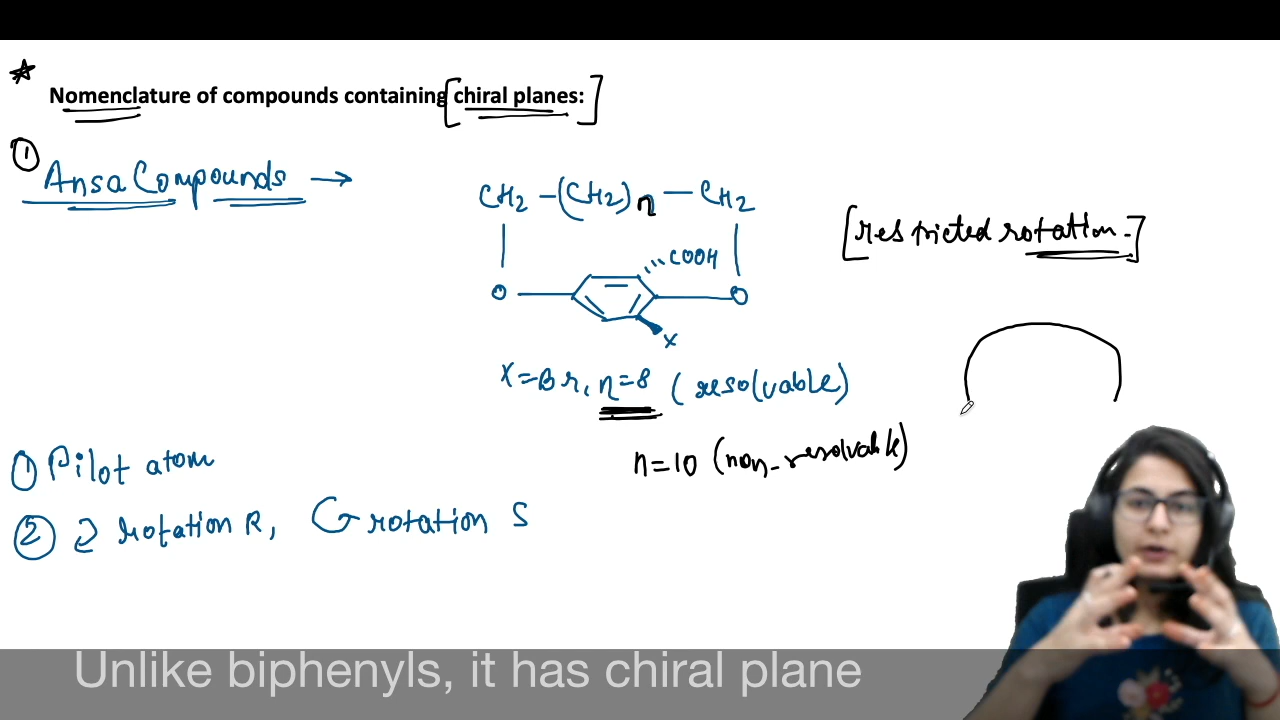 Nomenclature of compounds containing [chiral planes:]
① Ansa Compounds →
CH2 –(CH2)n — CH2
[restricted rotation.]
COOH
O O
X
X=Br, n=8 (resolvable)
n=10 (non-resolvable)
① Pilot atom
② rotation R, rotation S
Unlike biphenyls, it has chiral plane